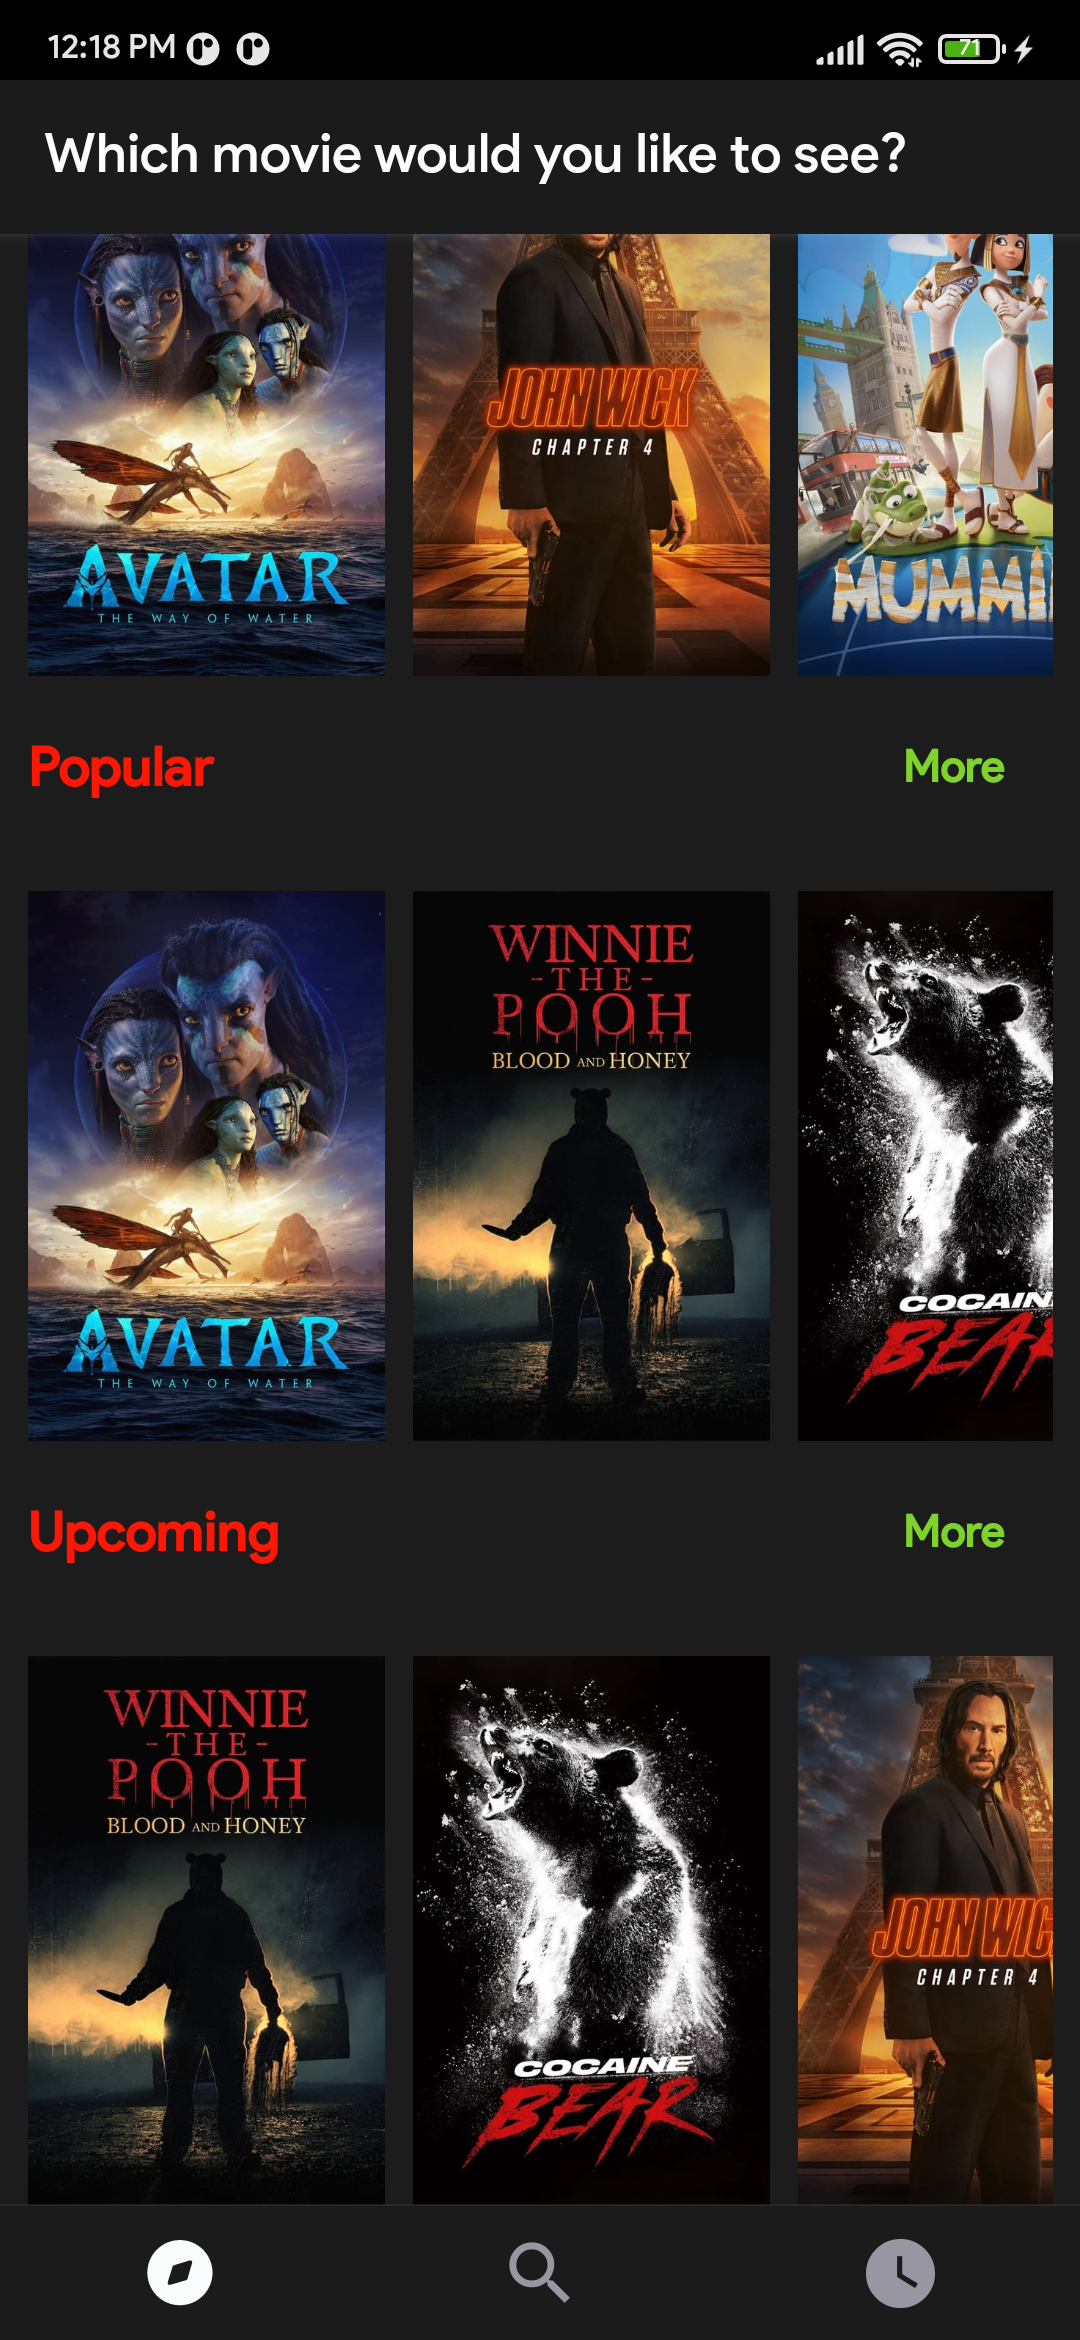 12:18 PM
71
Which movie would you like to see?
AVATAR
THE WAY OF WATER
JOHN WICK
CHAPTER 4
MUMMI
Popular
More
AVATAR
THE WAY OF WATER
WINNIE
-THE-
POOH
BLOOD AND HONEY
COCAIN
BEAR
Upcoming
More
WINNIE
-THE-
POOH
BLOOD AND HONEY
COCAINE
BEAR
JOHN WIC
CHAPTER 4